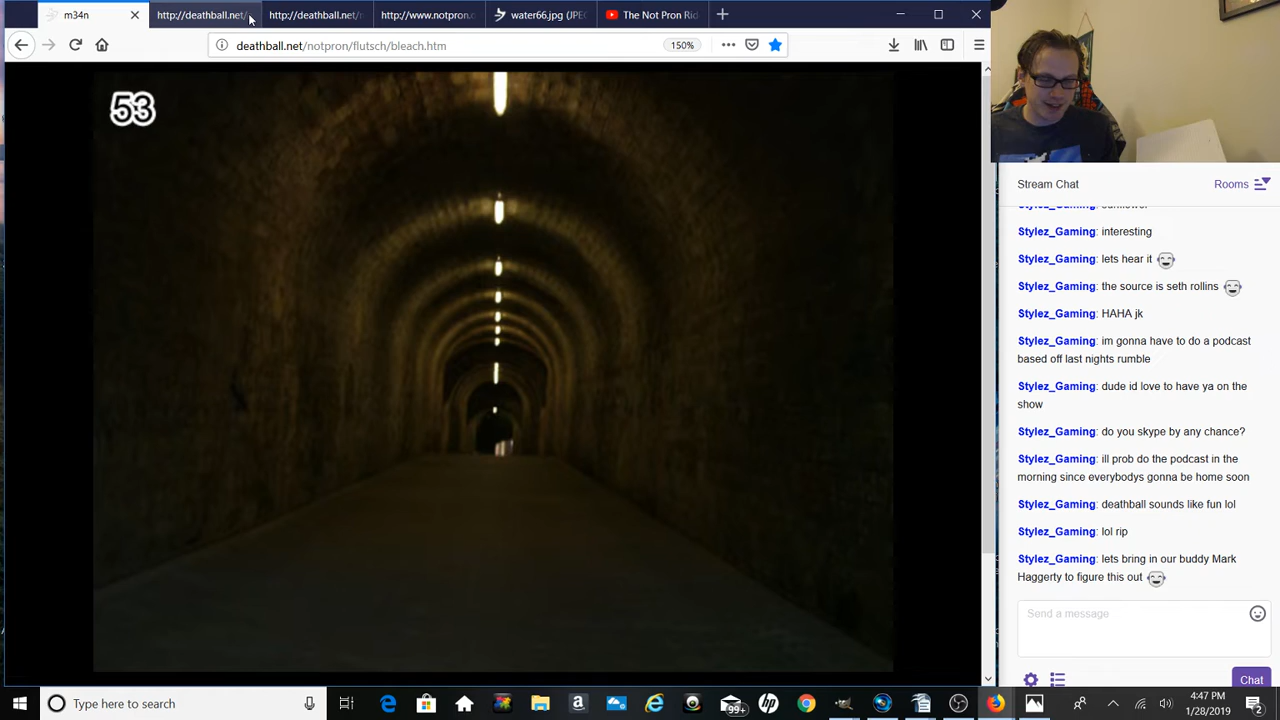 m34n
http://deathball.net/
http://deathball.net/
http://www.notpron.
water66.jpg (JPEG
The Not Pron Rid
deathball.net/notpron/flutsch/bleach.htm
150%
53
Stream Chat
Rooms
Stylez_Gaming: interesting
Stylez_Gaming: lets hear it
Stylez_Gaming: the source is seth rollins
Stylez_Gaming: HAHA jk
Stylez_Gaming: im gonna have to do a podcast
based off last nights rumble
Stylez_Gaming: dude id love to have ya on the
show
Stylez_Gaming: do you skype by any chance?
Stylez_Gaming: ill prob do the podcast in the
morning since everybodys gonna be home soon
Stylez_Gaming: deathball sounds like fun lol
Stylez_Gaming: lol rip
Stylez_Gaming: lets bring in our buddy Mark
Haggerty to figure this out
Send a message
Chat
Type here to search
99+
4:47 PM
1/28/2019